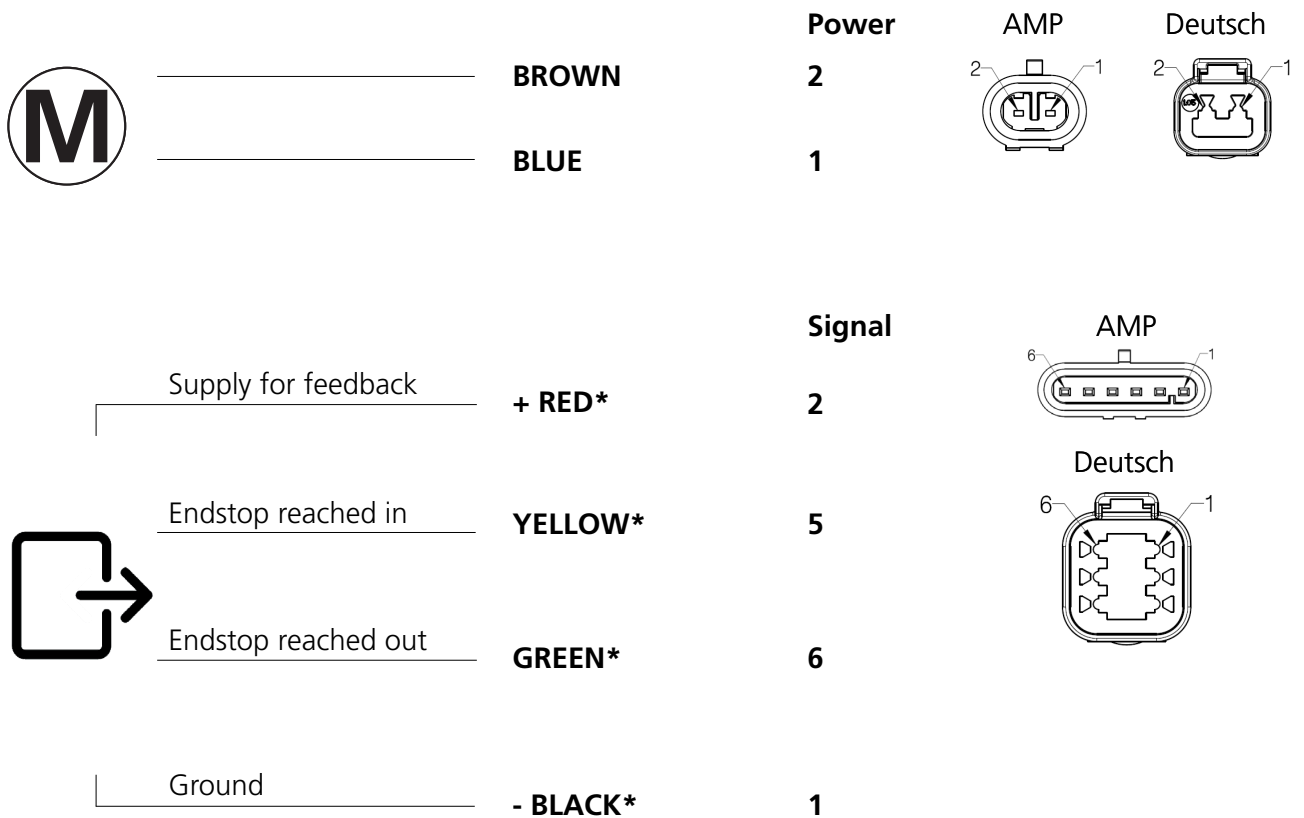 Power AMP Deutsch
M BROWN 2 2 1 2 1
BLUE 1
Signal AMP
6 1
Supply for feedback + RED* 2
Deutsch
Endstop reached in YELLOW* 5 6 1
Endstop reached out GREEN* 6
Ground - BLACK* 1